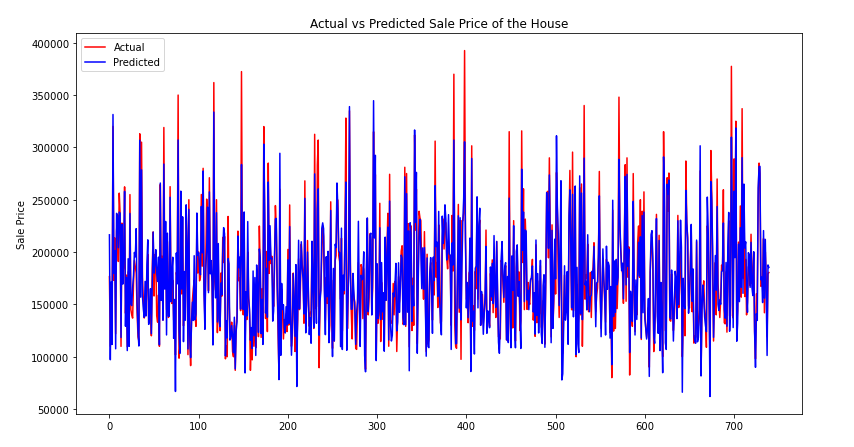 Actual vs Predicted Sale Price of the House
Actual
Predicted
Sale Price
400000
350000
300000
250000
200000
150000
100000
50000
0 100 200 300 400 500 600 700